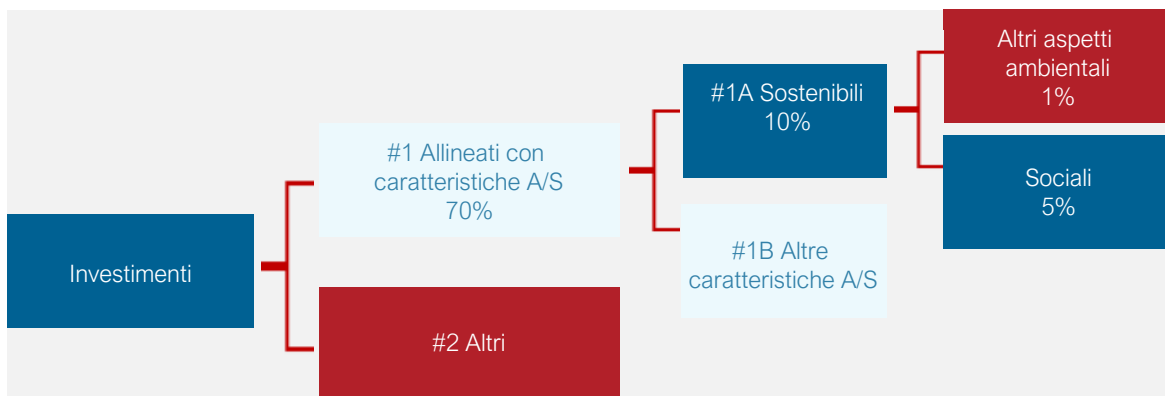 Investimenti
#1 Allineati con
caratteristiche A/S
70%
#2 Altri
#1A Sostenibili
10%
#1B Altre
caratteristiche A/S
Altri aspetti
ambientali
1%
Sociali
5%